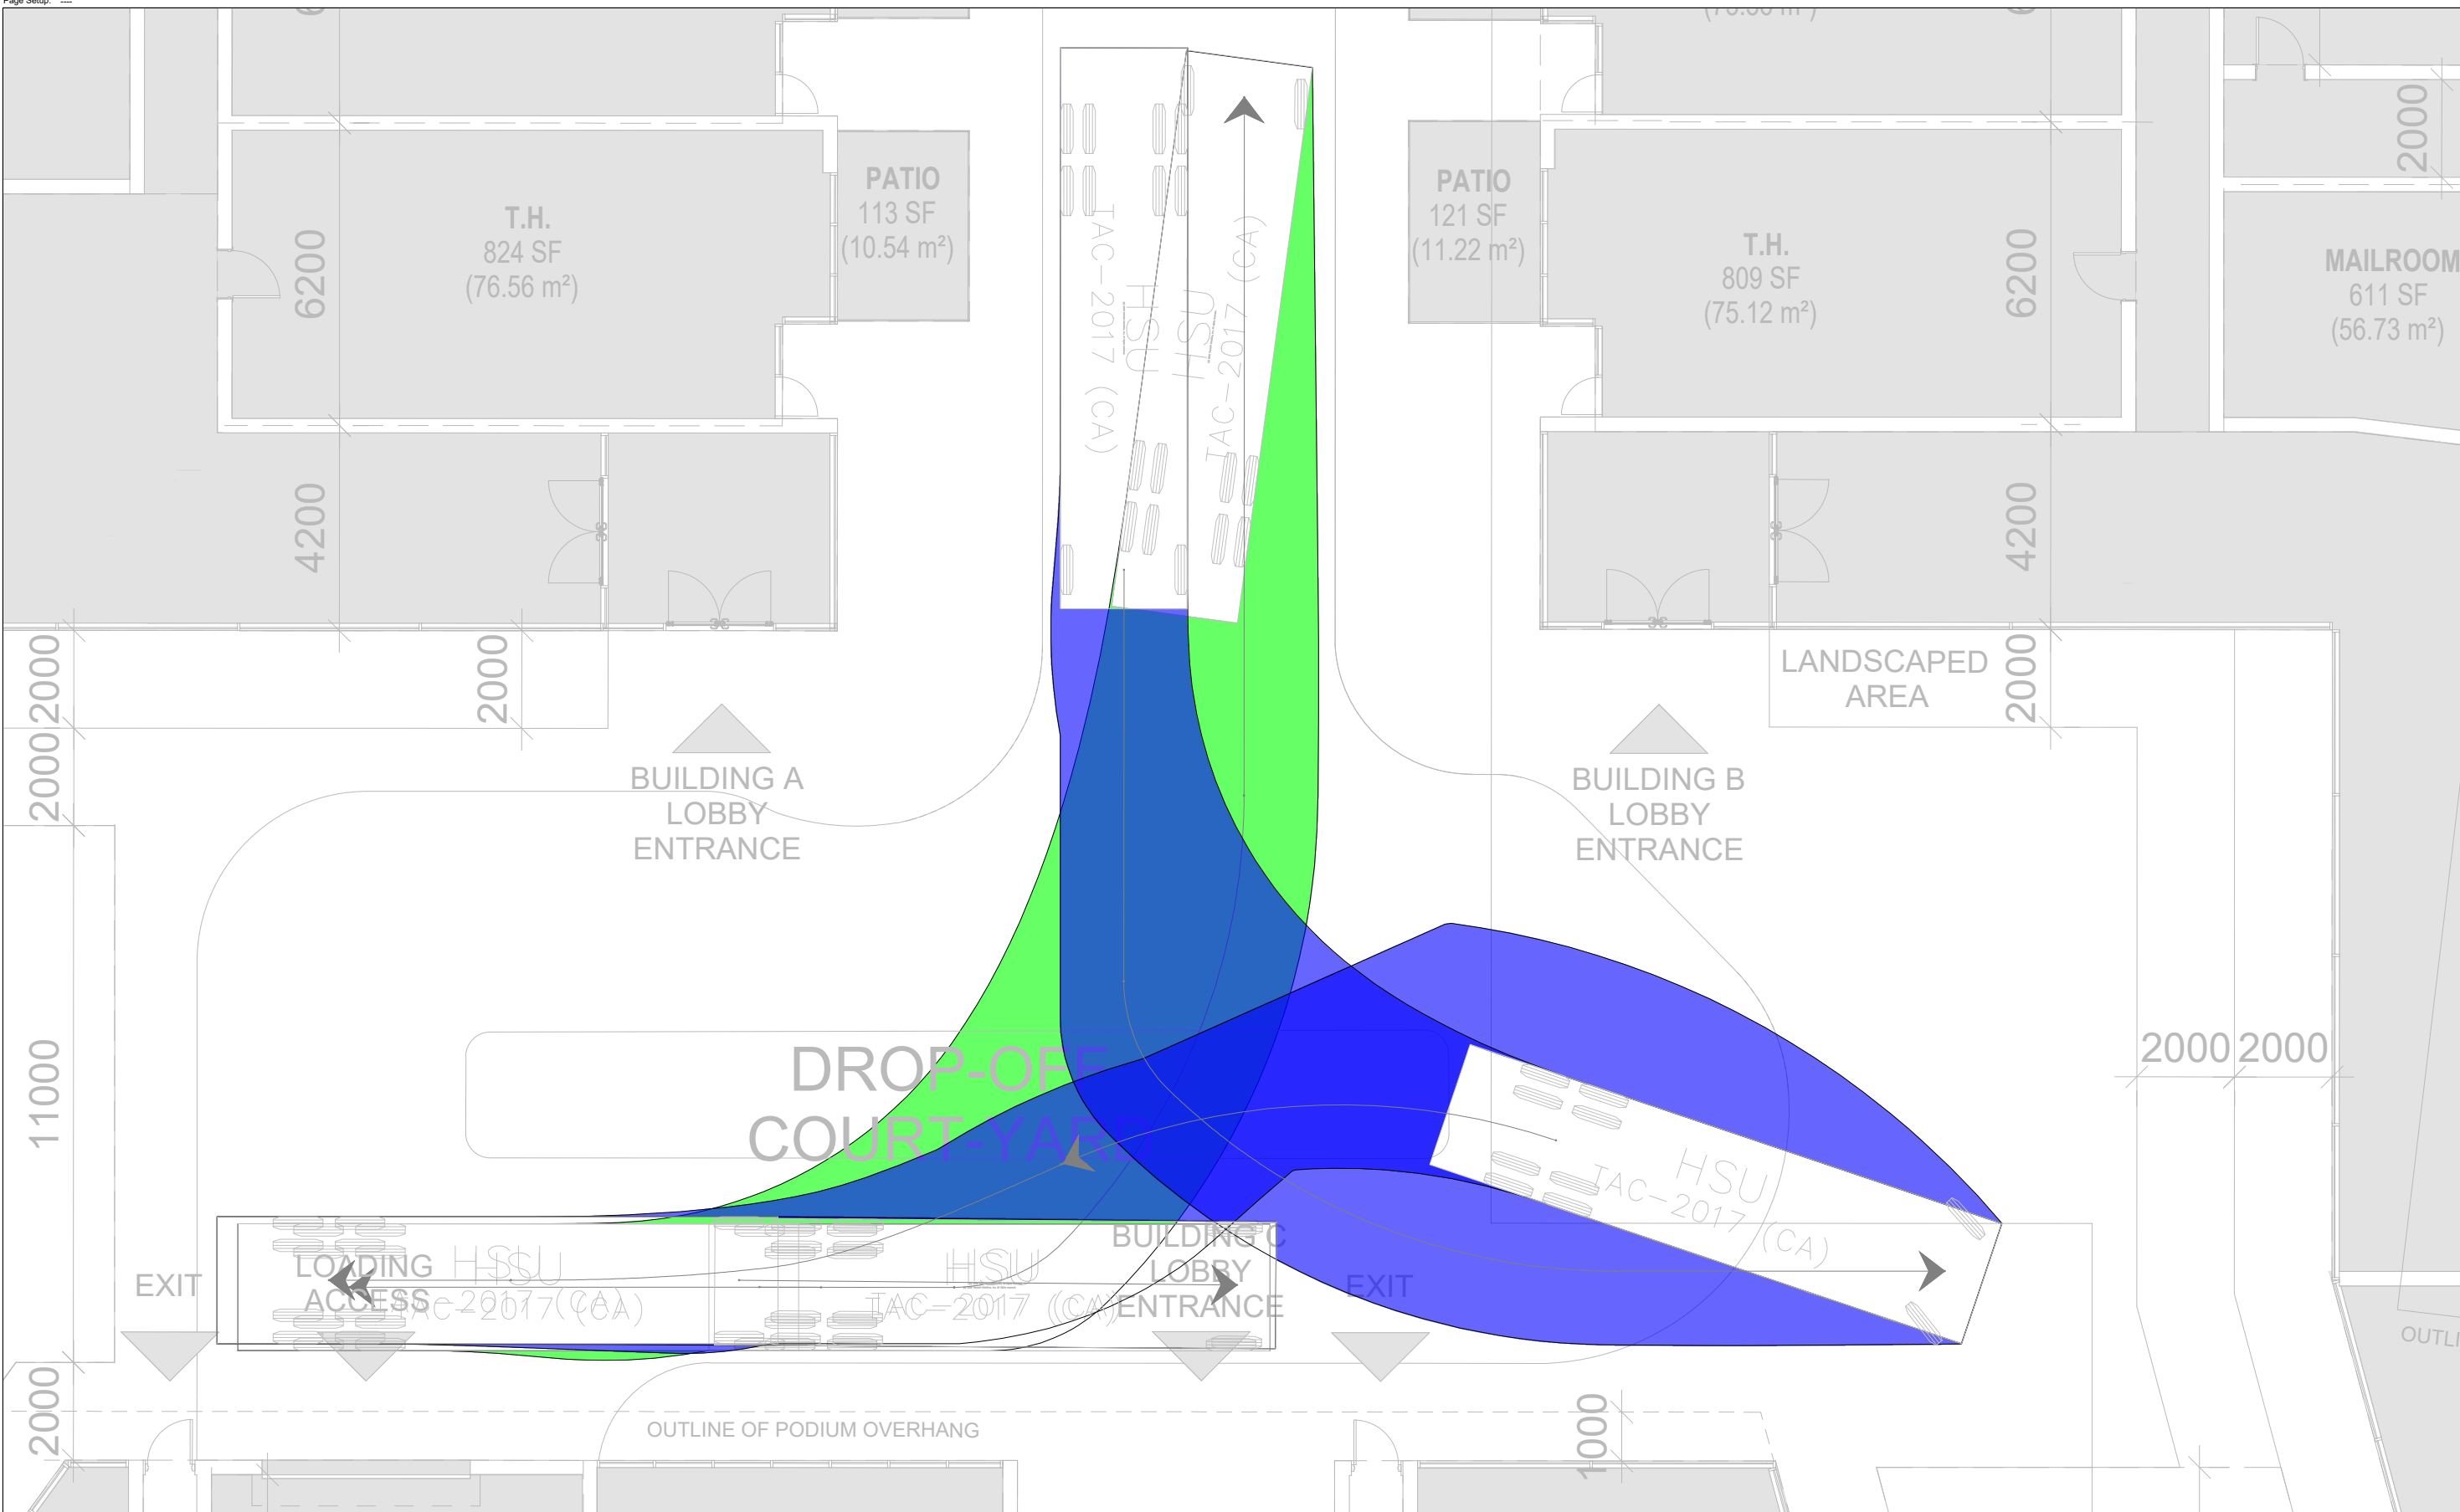 Page Setup: ----
T.H.
824 SF
(76.56 m²)
PATIO
113 SF
(10.54 m²)
PATIO
121 SF
(11.22 m²)
T.H.
809 SF
(75.12 m²)
MAILROOM
611 SF
(56.73 m²)
6200
6200
2000
4200
4200
HSU
TAC-2017 (CA)
HSU
TAC-2017 (CA)
2000
2000
2000
2000
LANDSCAPED
AREA
BUILDING A
LOBBY
ENTRANCE
BUILDING B
LOBBY
ENTRANCE
11000
DROP-OFF
COURT-YARD
2000
2000
HSU
TAC-2017 (CA)
EXIT
LOADING
ACCESS
HSU
TAC-2017 (CA)
HSU
TAC-2017 (CA)
BUILDING C
LOBBY
ENTRANCE
EXIT
2000
OUTLINE OF PODIUM OVERHANG
1000